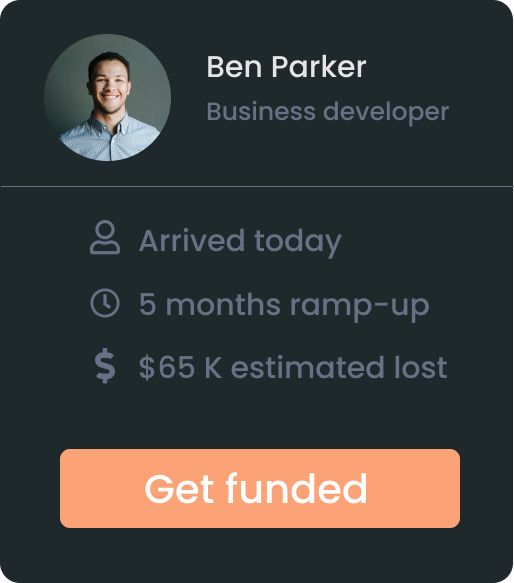 Ben Parker
Business developer
Arrived today
5 months ramp-up
$65 K estimated lost
Get funded